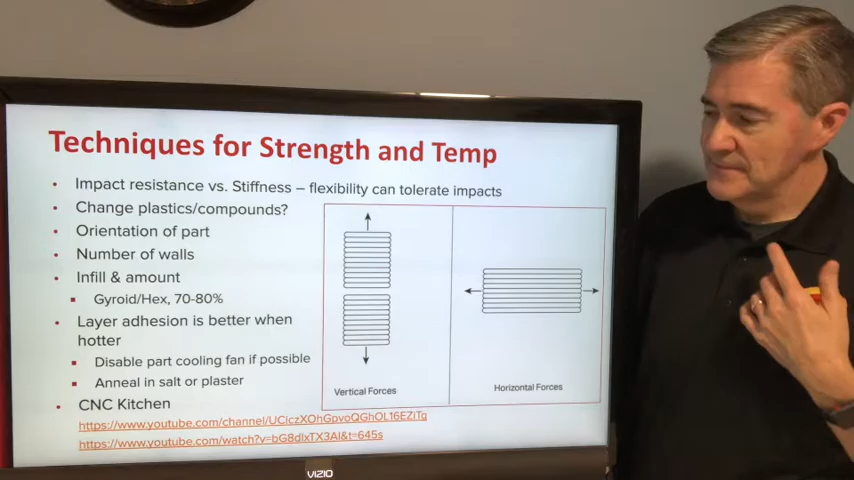 Techniques for Strength and Temp
• Impact resistance vs. Stiffness – flexibility can tolerate impacts
• Change plastics/compounds?
• Orientation of part
• Number of walls
• Infill & amount
▪ Gyroid/Hex, 70-80%
• Layer adhesion is better when
hotter
▪ Disable part cooling fan if possible
▪ Anneal in salt or plaster
• CNC Kitchen
https://www.youtube.com/channel/UCiczXOhGpvoQGhOL16EZiTg
https://www.youtube.com/watch?v=bG8dlxTX3AI&t=645s
Vertical Forces
Horizontal Forces
VIZIO